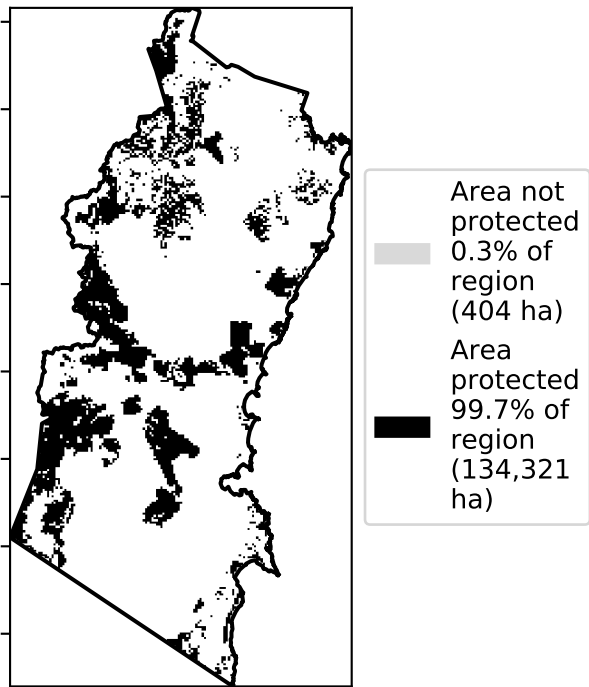 Area not
protected
0.3% of
region
(404 ha)
Area
protected
99.7% of
region
(134,321
ha)